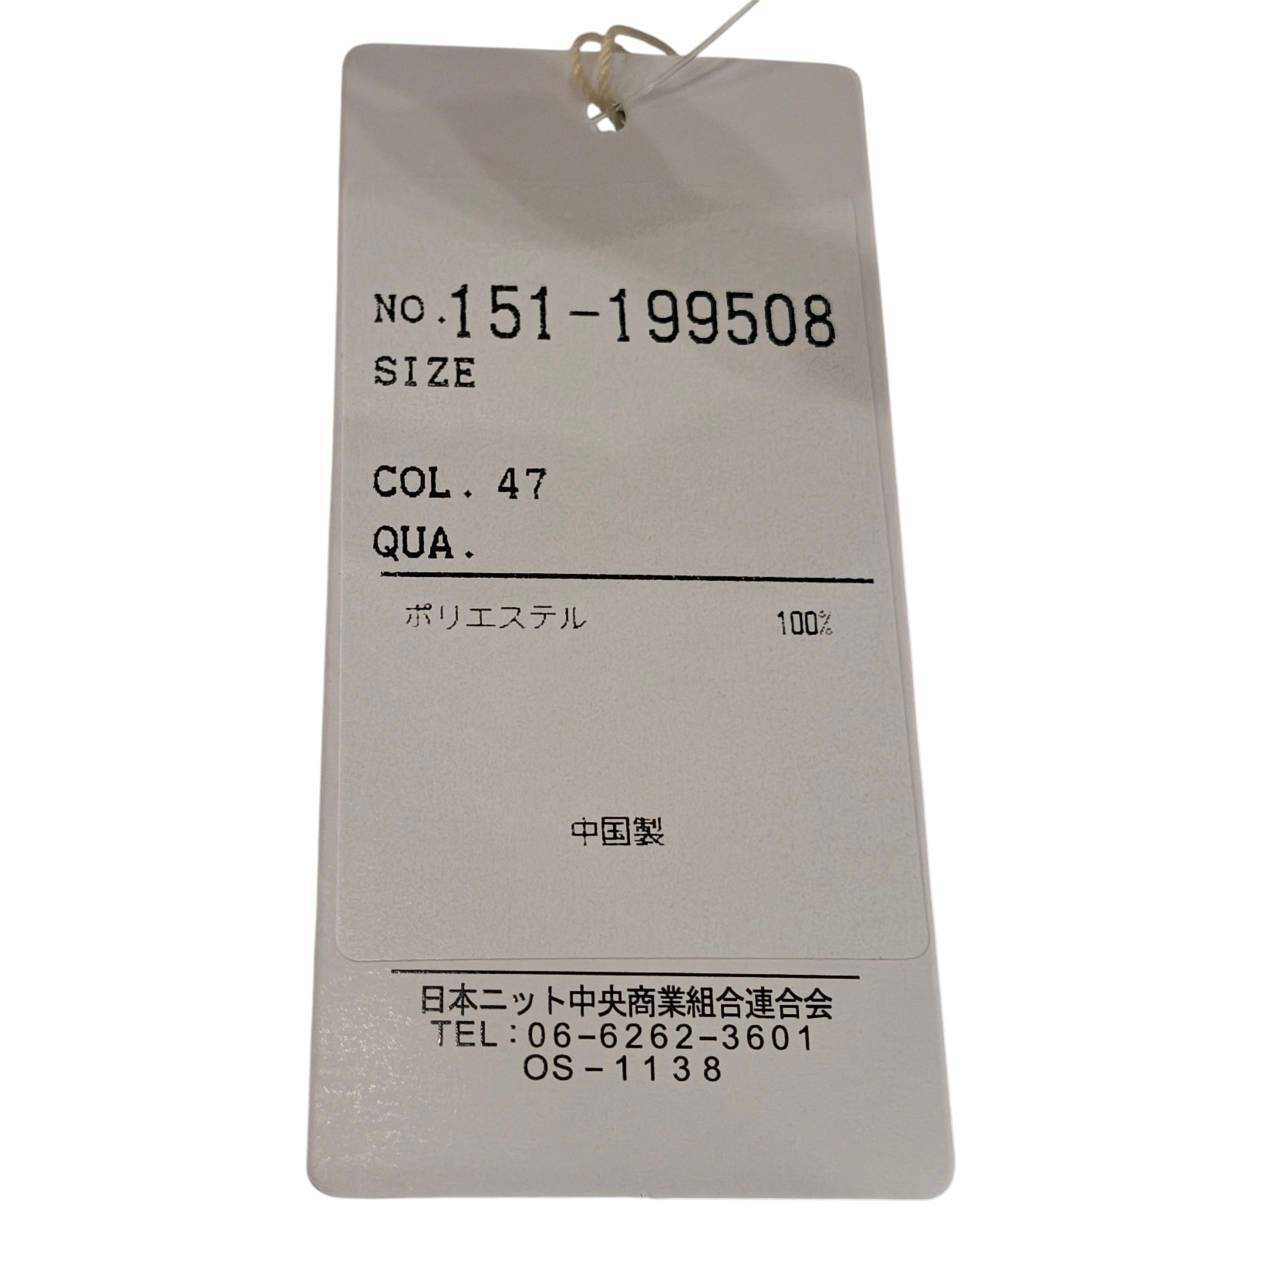 NO.151-199508
SIZE
COL. 47
QUA.
ポリエステル 100%
中国製
日本ニット中央商業組合連合会
TEL:06-6262-3601
OS-1138